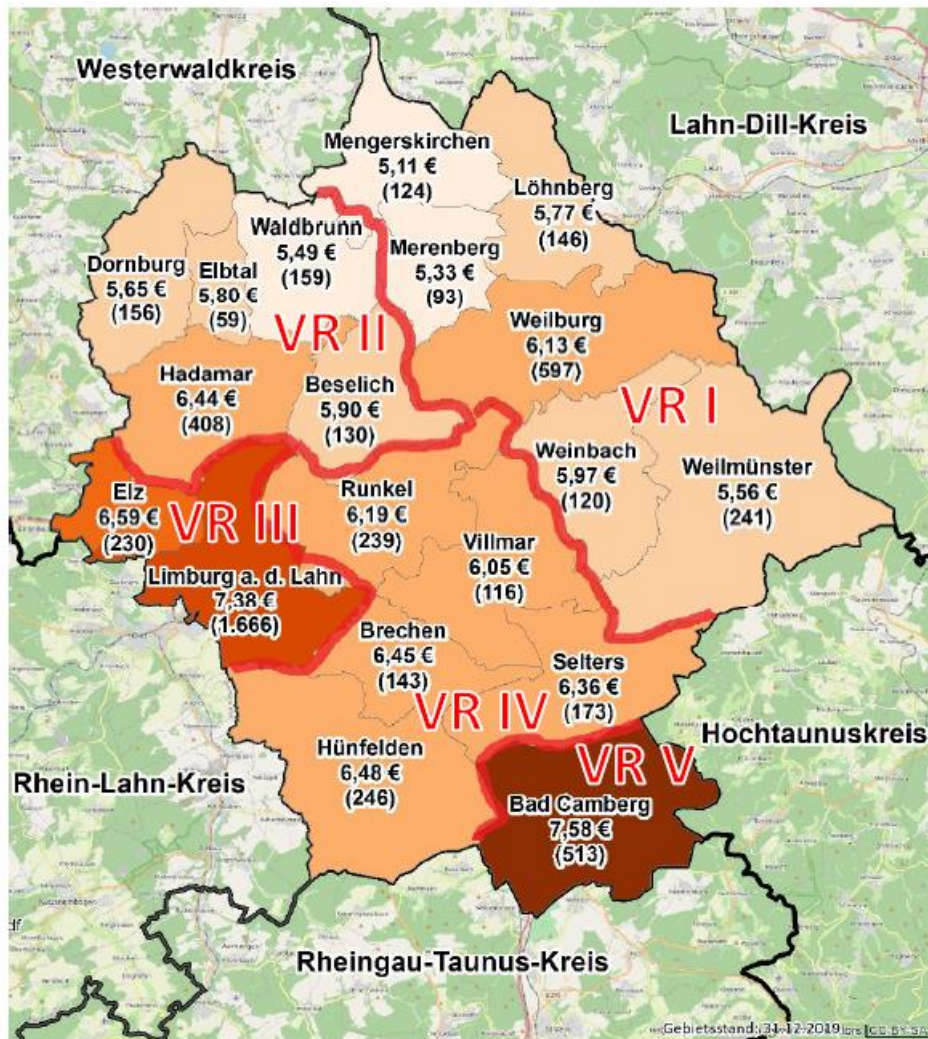 Westerwaldkreis
Lahn-Dill-Kreis
Mengerskirchen
5,11 €
(124)
Löhnberg
5,77 €
(146)
Waldbrunn
5,49 €
(159)
Merenberg
5,33 €
(93)
Dornburg
5,65 €
(156)
Elbtal
5,80 €
(59)
VR II
Weilburg
6,13 €
(597)
Hadamar
6,44 €
(408)
Beselich
5,90 €
(130)
VR I
Weinbach
5,97 €
(120)
Weilmünster
5,56 €
(241)
Elz
6,59 €
(230)
VR III
Runkel
6,19 €
(239)
Villmar
6,05 €
(116)
Limburg a. d. Lahn
7,38 €
(1.666)
Brechen
6,45 €
(143)
Selters
6,36 €
(173)
VR IV
Hünfelden
6,48 €
(246)
VR V
Bad Camberg
7,58 €
(513)
Hochtaunuskreis
Rhein-Lahn-Kreis
Rheingau-Taunus-Kreis
Gebietsstand: 31.12.2019